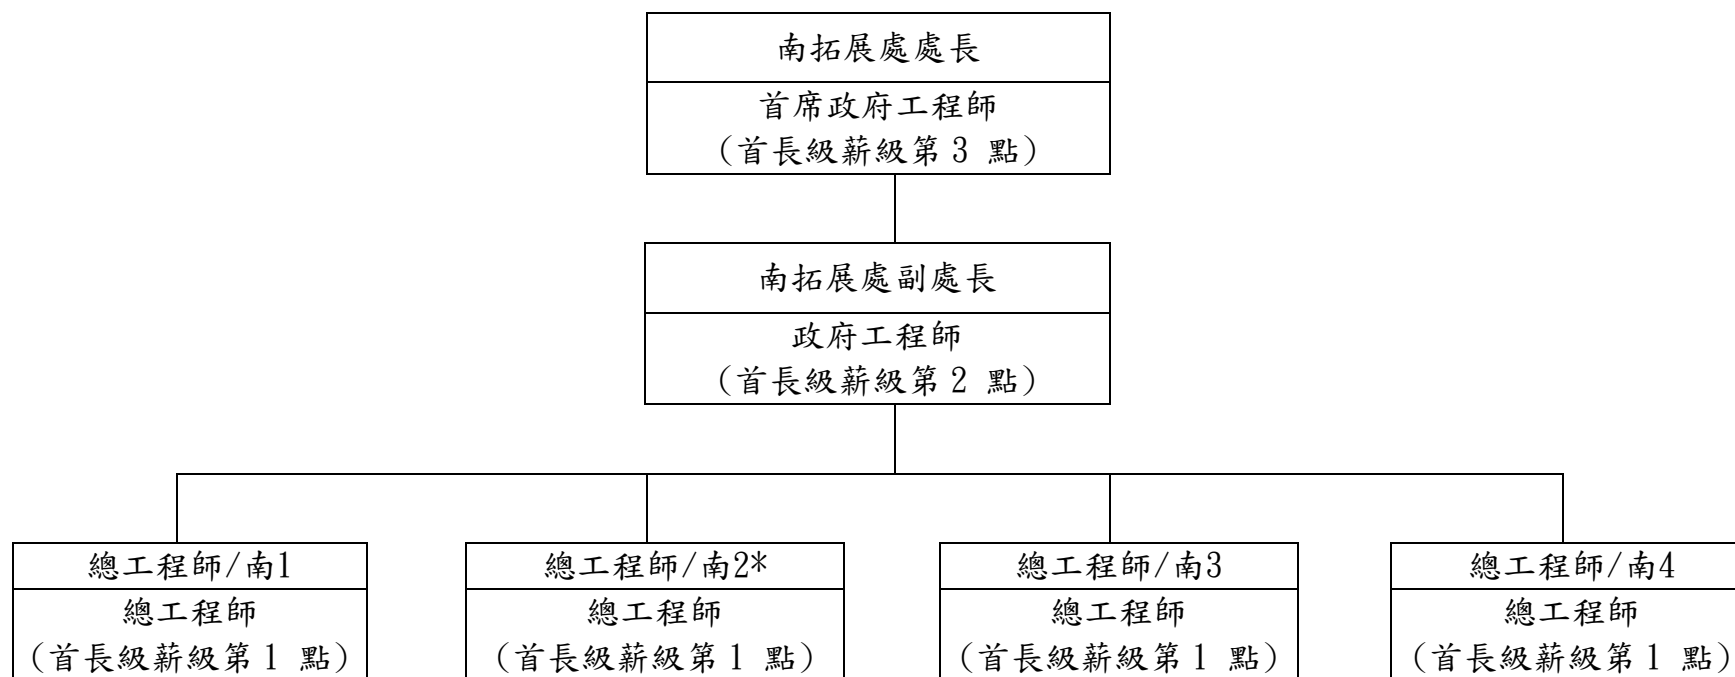 南拓展處處長
首席政府工程師
(首長級薪級第3 點)
南拓展處副處長
政府工程師
(首長級薪級第2 點)
總工程師/南1
總工程師
(首長級薪級第1 點)
總工程師/南2*
總工程師
(首長級薪級第1 點)
總工程師/南3
總工程師
(首長級薪級第1 點)
總工程師/南4
總工程師
(首長級薪級第1 點)